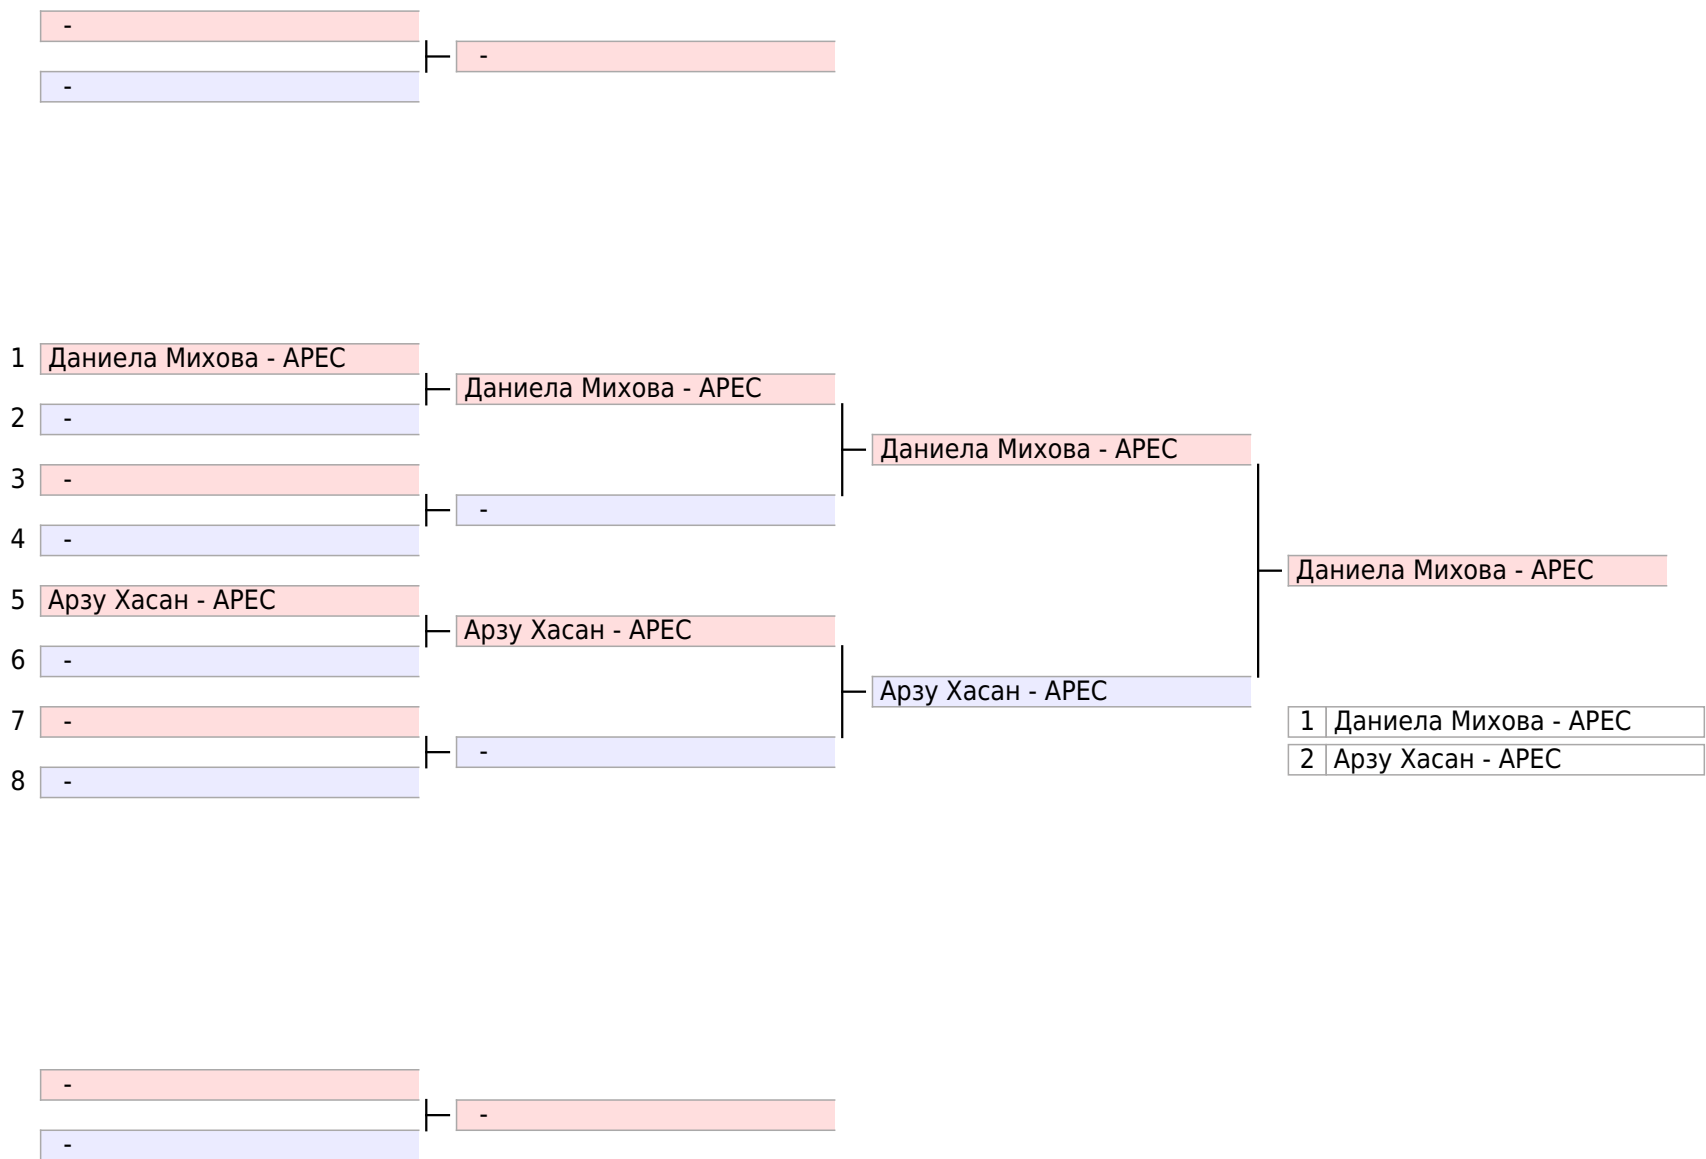 -
-
-
1 Даниела Михова - АРЕС
Даниела Михова - АРЕС
2 -
Даниела Михова - АРЕС
3 -
-
4 -
Даниела Михова - АРЕС
5 Арзу Хасан - АРЕС
Арзу Хасан - АРЕС
6 -
Арзу Хасан - АРЕС
7 -
1 Даниела Михова - АРЕС
-
2 Арзу Хасан - АРЕС
8 -
-
-
-